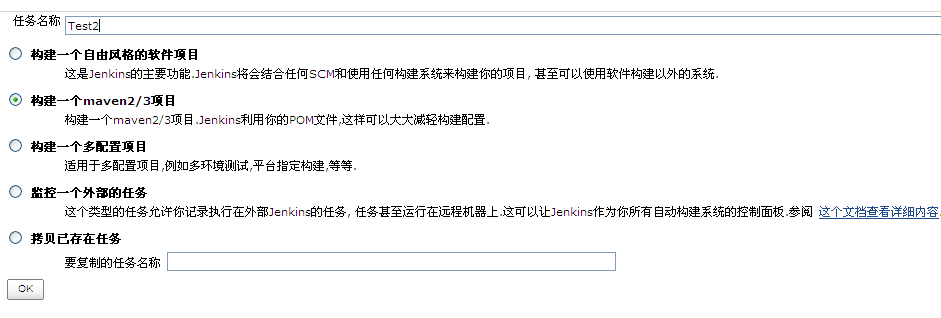 任务名称 Test2
构建一个自由风格的软件项目
这是Jenkins的主要功能.Jenkins将会结合任何SCM和使用任何构建系统来构建你的项目, 甚至可以使用软件构建以外的系统.
构建一个maven2/3项目
构建一个maven2/3项目.Jenkins利用你的POM文件,这样可以大大减轻构建配置.
构建一个多配置项目
适用于多配置项目,例如多环境测试,平台指定构建,等等.
监控一个外部的任务
这个类型的任务允许你记录执行在外部Jenkins的任务, 任务甚至运行在远程机器上.这可以让Jenkins作为你所有自动构建系统的控制面板.参阅 这个文档查看详细内容.
拷贝已存在任务
要复制的任务名称
OK